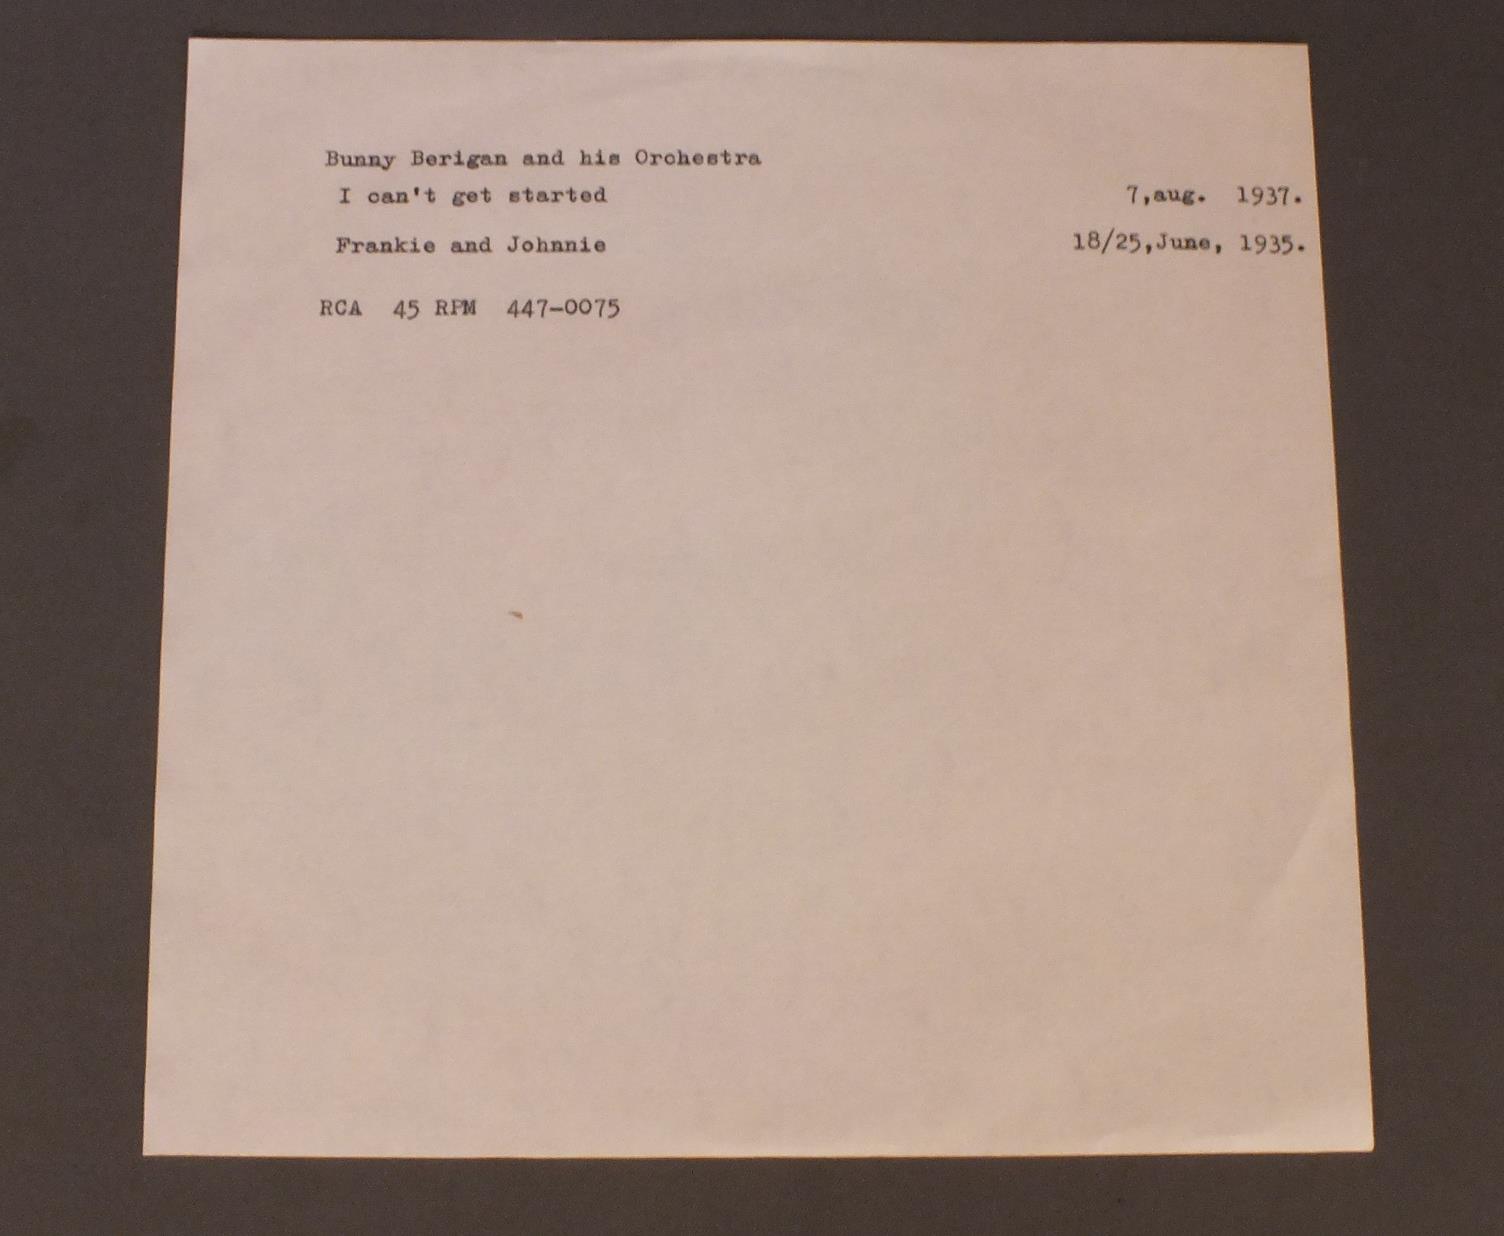 Bunny Berigan and his Orchestra
I can't get started 7,aug. 1937.
Frankie and Johnnie 18/25,June, 1935.
RCA 45 RPM 447-0075